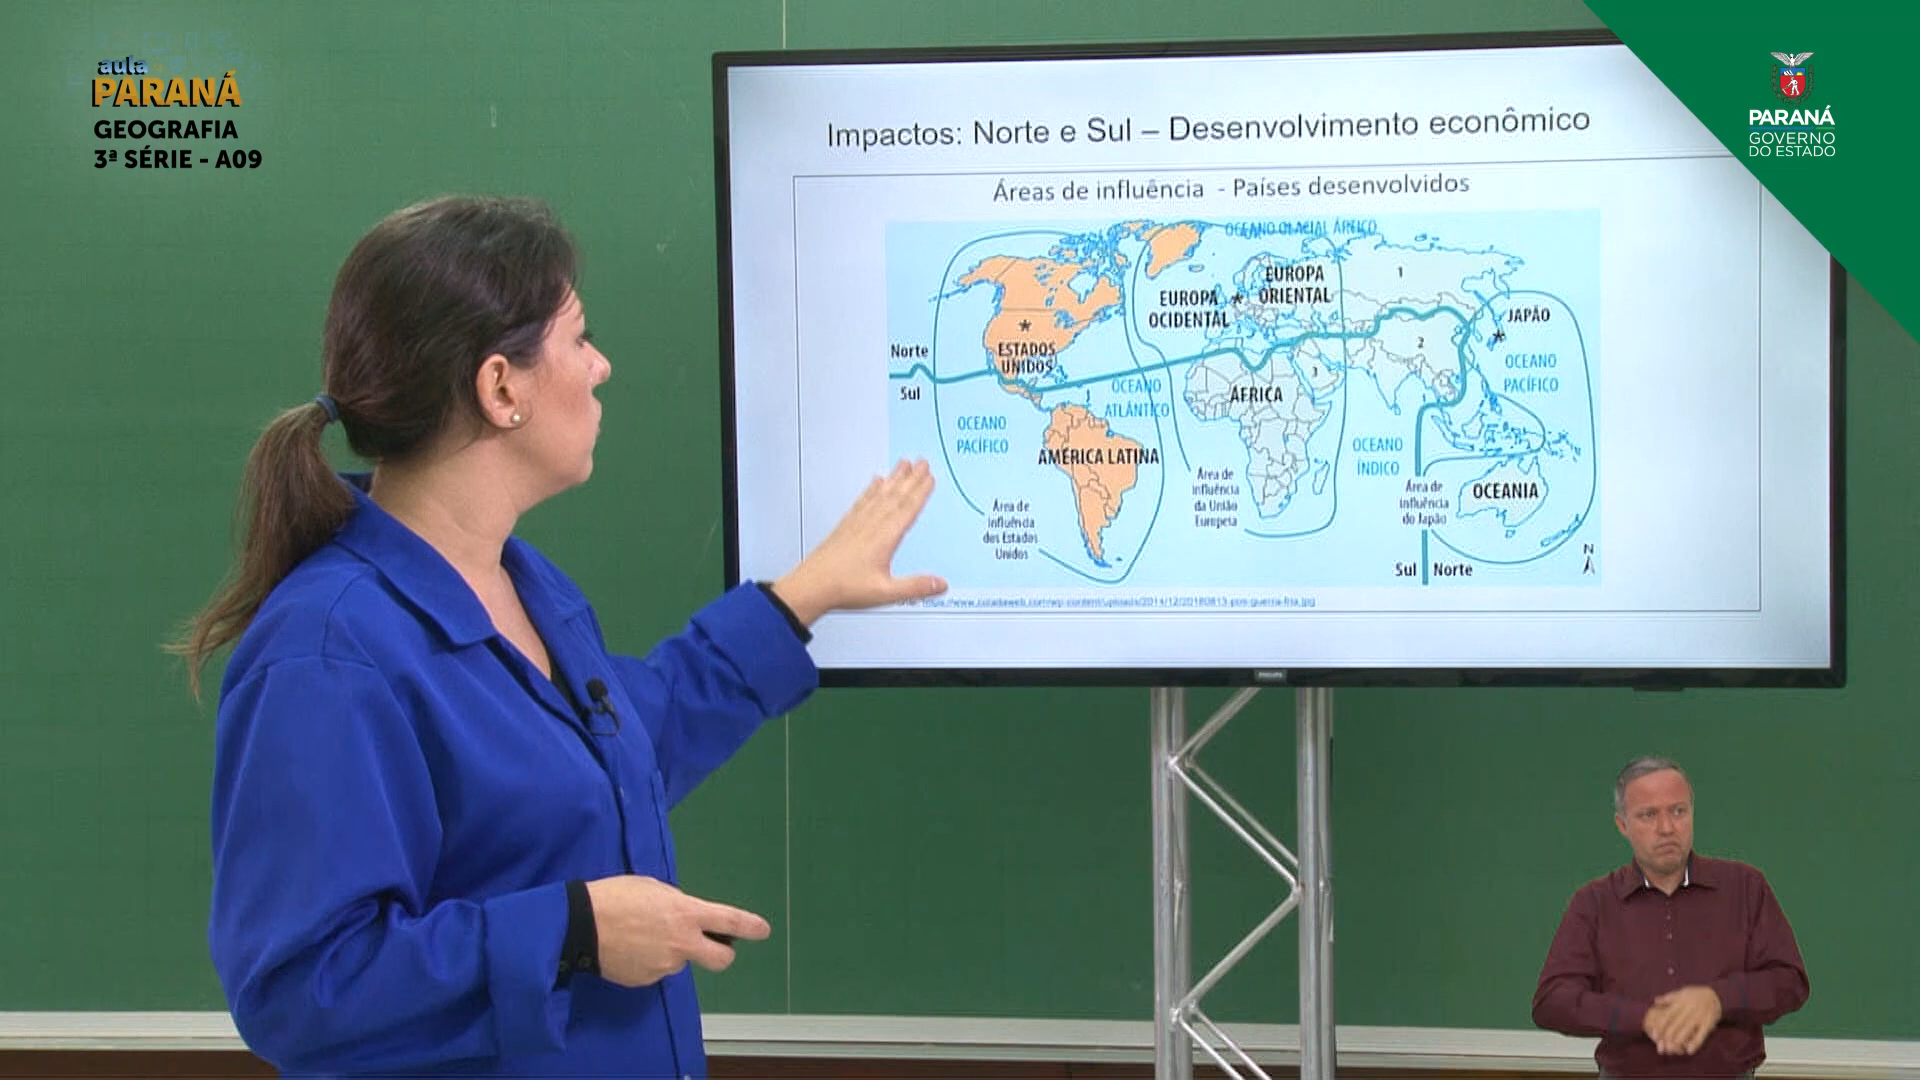 aula
PARANÁ
GEOGRAFIA
3ª SÉRIE - A09
PARANÁ
GOVERNO
DO ESTADO
Impactos: Norte e Sul – Desenvolvimento econômico
Áreas de influência - Países desenvolvidos
OCEANO GLACIAL ÁRTICO
EUROPA
ORIENTAL
EUROPA
OCIDENTAL
1
JAPÃO
Norte
Sul
ESTADOS
UNIDOS
2
3
OCEANO
PACÍFICO
OCEANO
ATLÂNTICO
ÁFRICA
OCEANO
PACÍFICO
AMÉRICA LATINA
OCEANO
ÍNDICO
Área de
influência
da União
Europeia
Área de
influência
do Japão
OCEANIA
Área de
influência
dos Estados
Unidos
N
Sul
Norte
PHILIPS